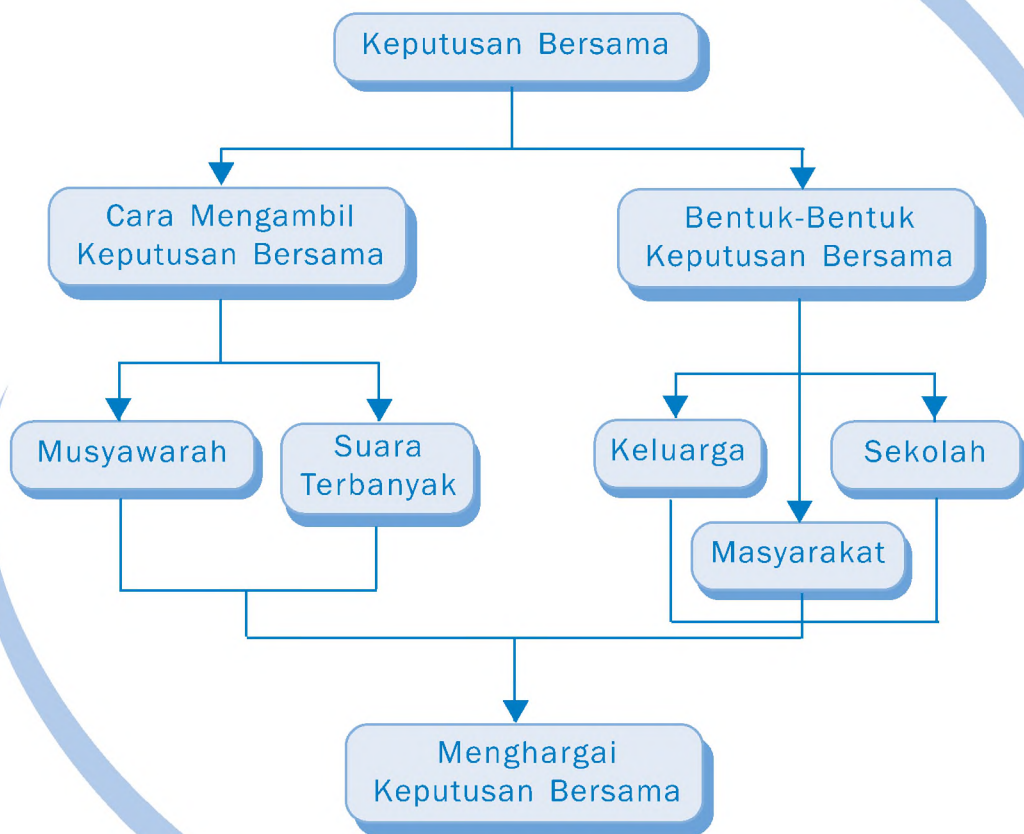 Keputusan Bersama
Cara Mengambil
Keputusan Bersama
Bentuk-Bentuk
Keputusan Bersama
Musyawarah
Suara
Terbanyak
Keluarga
Sekolah
Masyarakat
Menghargai
Keputusan Bersama